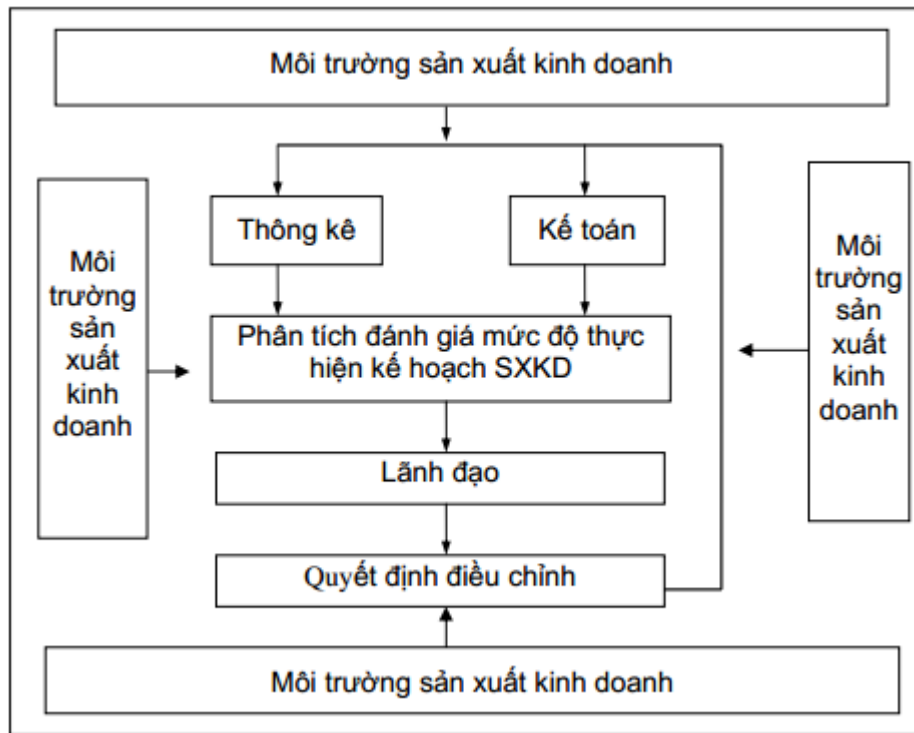 Môi trường sản xuất kinh doanh
Thông kê
Kế toán
Môi
trường
sản
xuất
kinh
doanh
Môi
trường
sản
xuất
kinh
doanh
Phân tích đánh giá mức độ thực
hiện kế hoạch SXKD
Lãnh đạo
Quyết định điều chỉnh
Môi trường sản xuất kinh doanh